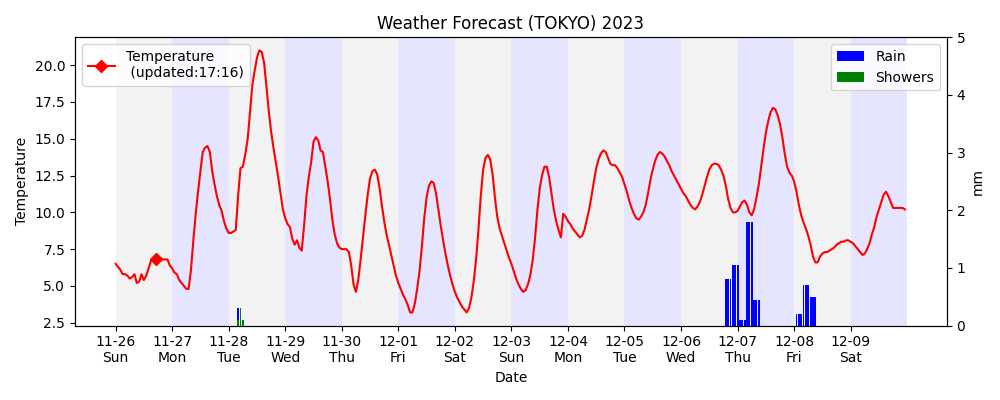 Weather Forecast (TOKYO) 2023
Temperature
(updated:17:16)
Rain
Showers
Temperature
20.0
17.5
15.0
12.5
10.0
7.5
5.0
2.5
5
4
3
2
1
0
mm
11-26 11-27 11-28 11-29 11-30 12-01 12-02 12-03 12-04 12-05 12-06 12-07 12-08 12-09
Sun Mon Tue Wed Thu Fri Sat Sun Mon Tue Wed Thu Fri Sat
Date